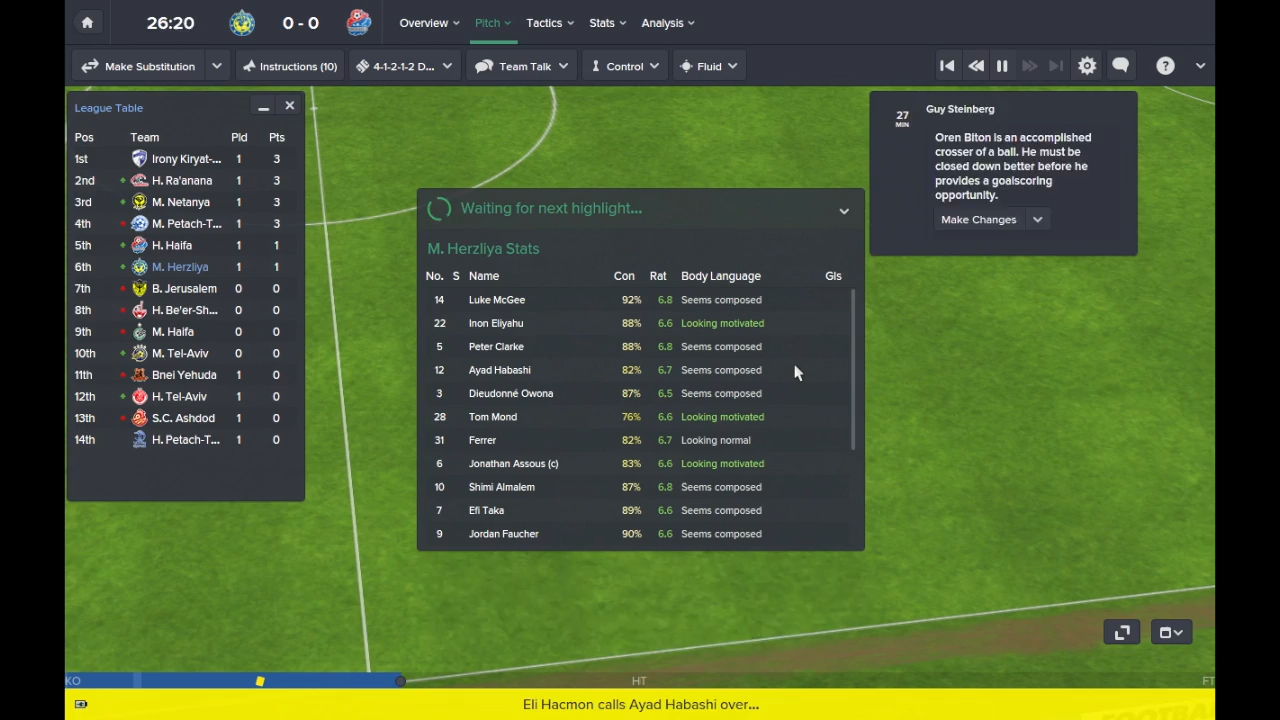 26:20 0 - 0 Overview Pitch Tactics Stats Analysis
Make Substitution Instructions (10) 4-1-2-1-2 D... Team Talk Control Fluid ?
League Table
Pos Team Pld Pts
1st Irony Kiryat-... 1 3
2nd H. Ra'anana 1 3
3rd M. Netanya 1 3
4th M. Petach-T... 1 3
5th H. Haifa 1 1
6th M. Herzliya 1 1
7th B. Jerusalem 0 0
8th H. Be'er-Sh... 0 0
9th M. Haifa 0 0
10th M. Tel-Aviv 0 0
11th Bnei Yehuda 1 0
12th H. Tel-Aviv 1 0
13th S.C. Ashdod 1 0
14th H. Petach-T... 1 0
Waiting for next highlight...
M. Herzliya Stats
No. S Name Con Rat Body Language Gls
14 Luke McGee 92% 6.8 Seems composed
22 Inon Eliyahu 88% 6.6 Looking motivated
5 Peter Clarke 88% 6.8 Seems composed
12 Ayad Habashi 82% 6.7 Seems composed
3 Dieudonné Owona 87% 6.5 Seems composed
28 Tom Mond 76% 6.6 Looking motivated
31 Ferrer 82% 6.7 Looking normal
6 Jonathan Assous (c) 83% 6.6 Looking motivated
10 Shimi Almalem 87% 6.8 Seems composed
7 Efi Taka 89% 6.6 Seems composed
9 Jordan Faucher 90% 6.6 Seems composed
27 MIN
Guy Steinberg
Oren Biton is an accomplished
crosser of a ball. He must be
closed down better before he
provides a goalscoring
opportunity.
Make Changes
KO HT FT
Eli Hacmon calls Ayad Habashi over...